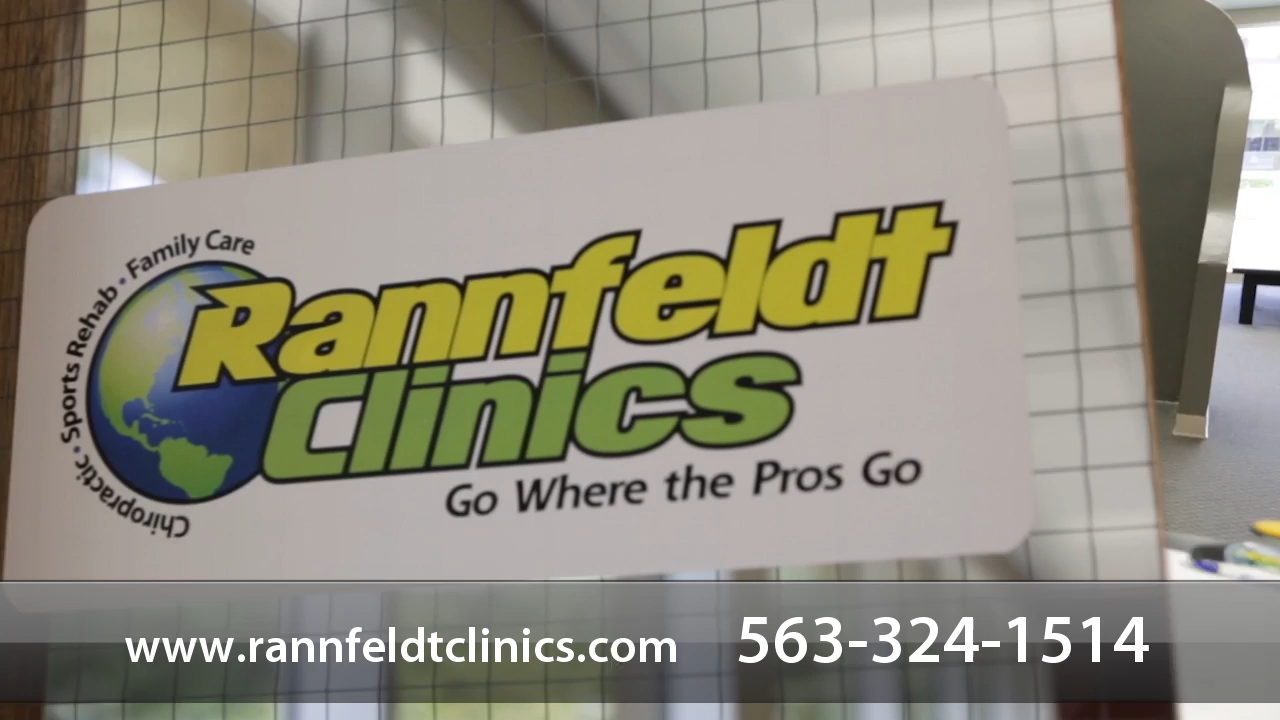 Chiropractic • Sports Rehab • Family Care
Rannfeldt
Clinics
Go Where the Pros Go
www.rannfeldtclinics.com 563-324-1514